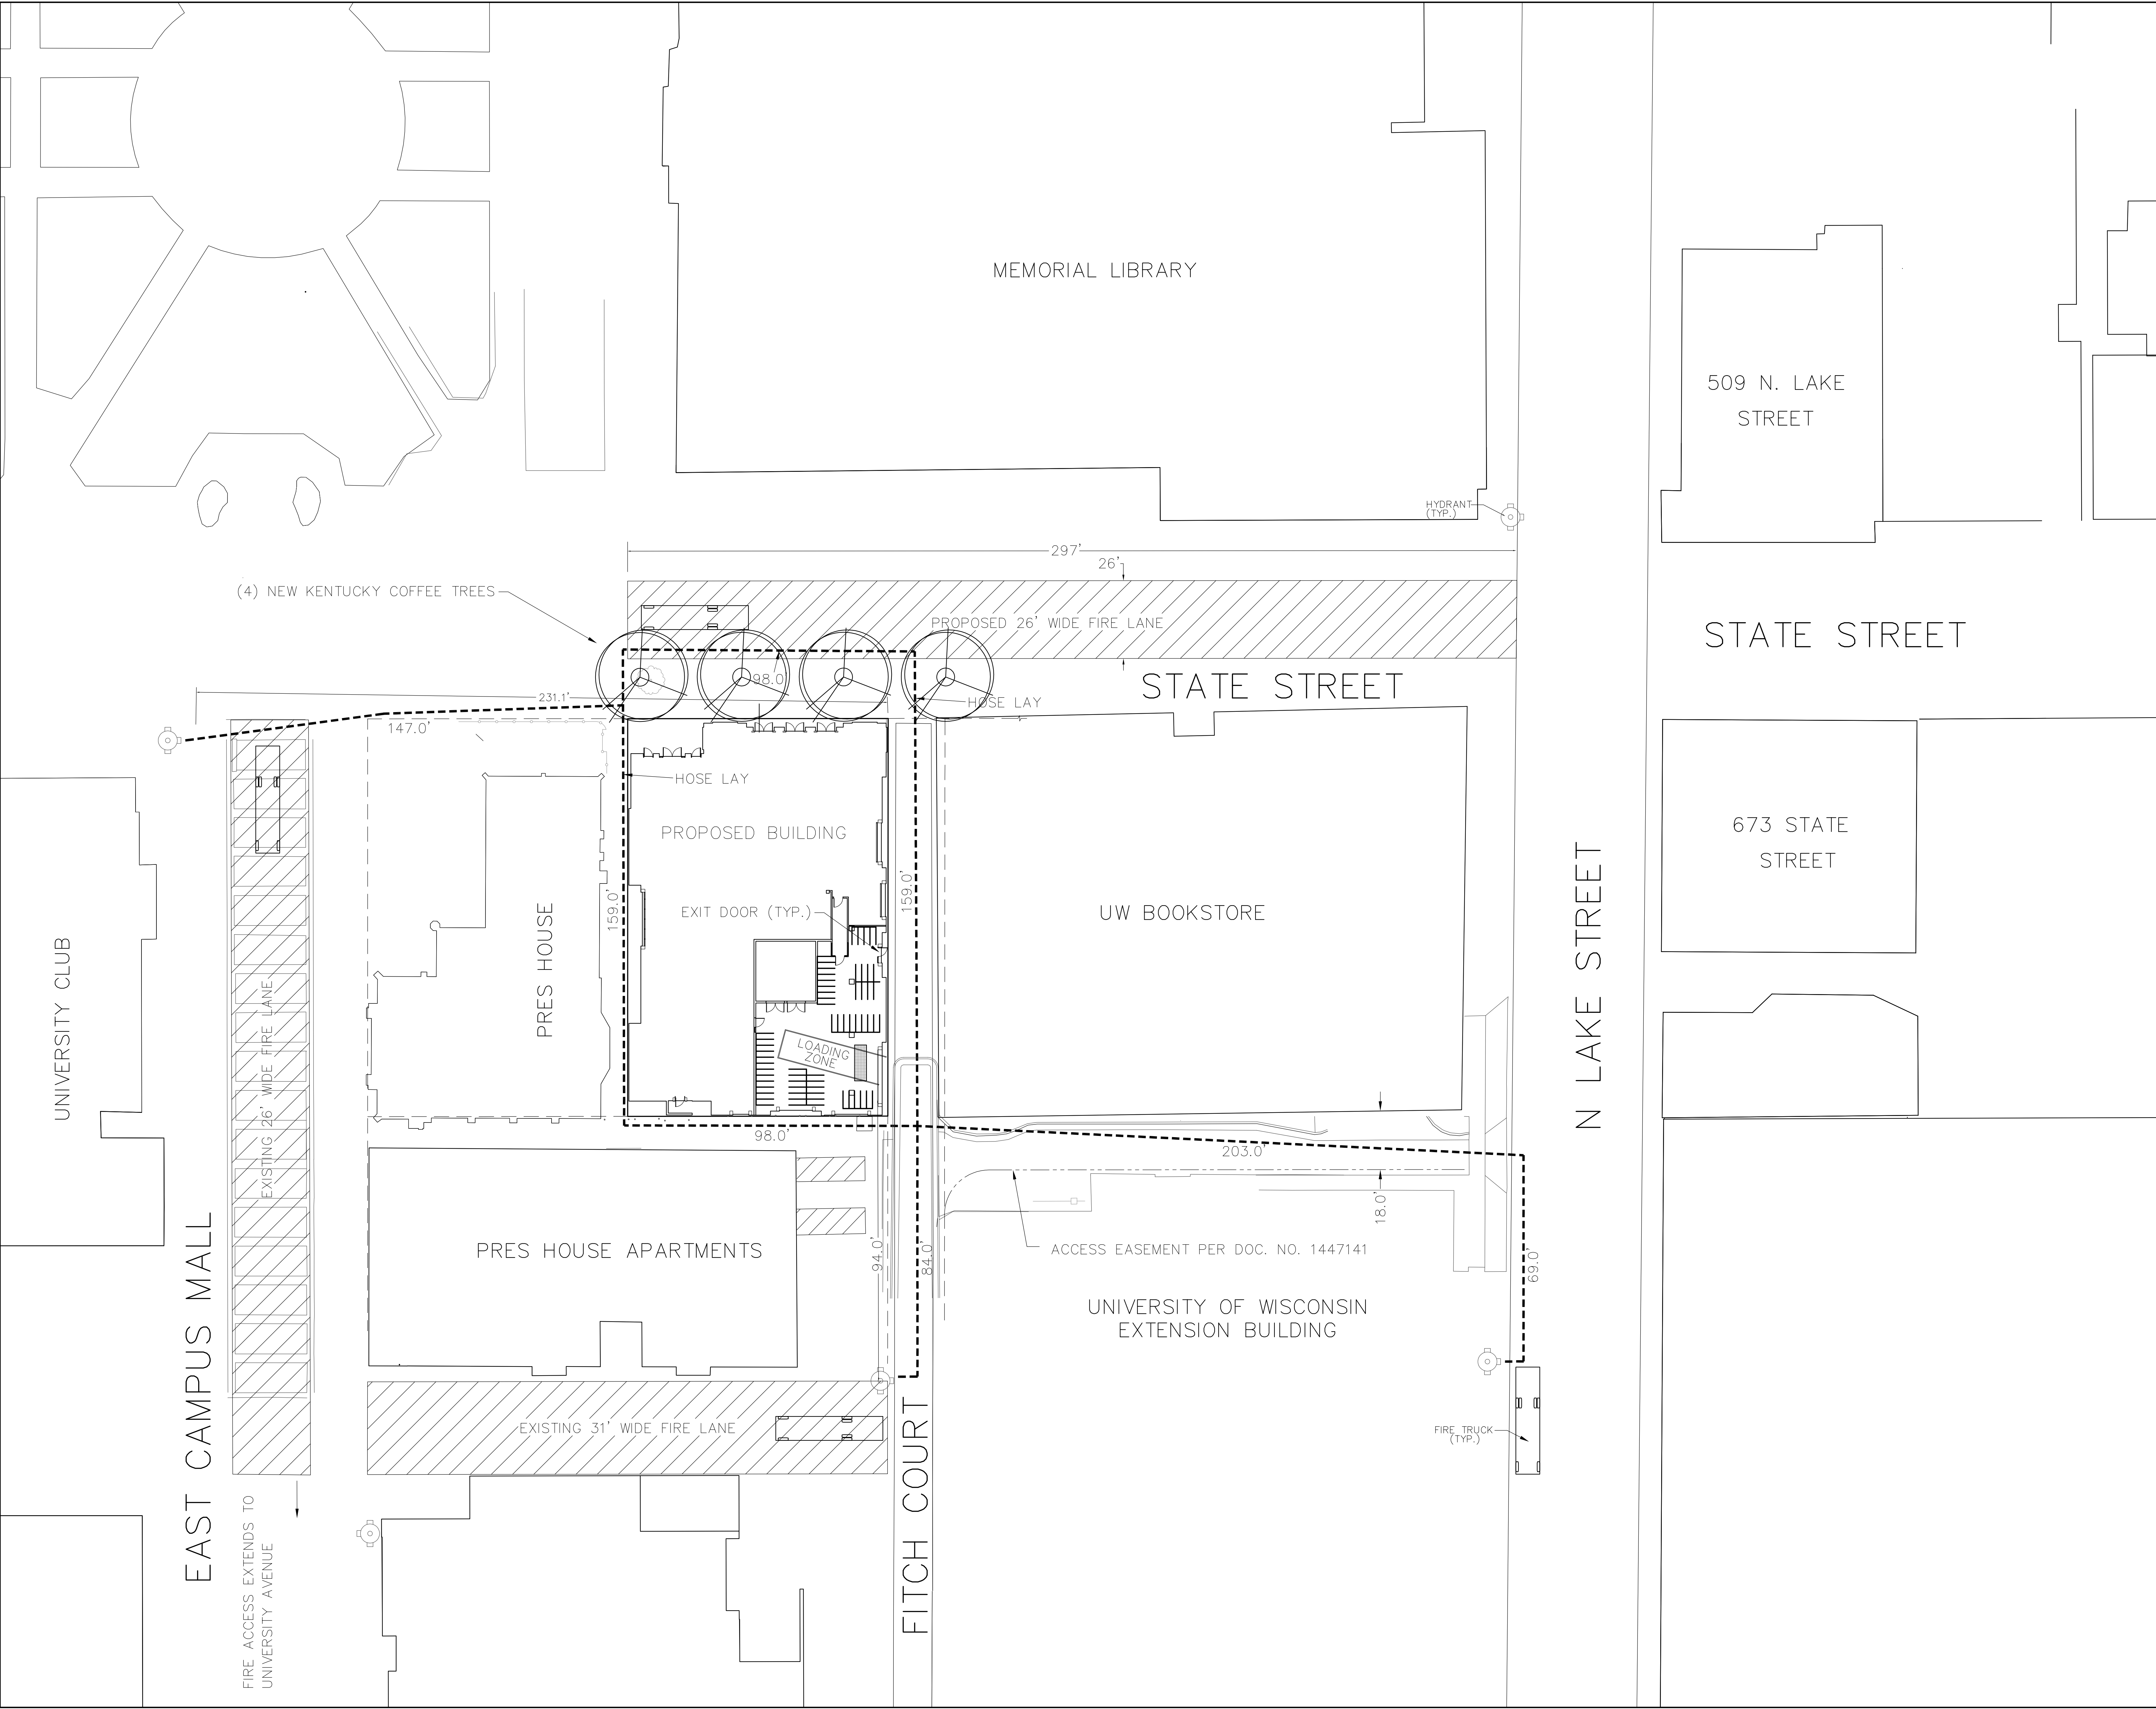 MEMORIAL LIBRARY
509 N. LAKE
STREET
HYDRANT
(TYP.)
297'
26'
(4) NEW KENTUCKY COFFEE TREES
PROPOSED 26' WIDE FIRE LANE
STATE STREET
STATE STREET
98.0'
231.1'
HOSE LAY
147.0'
HOSE LAY
PROPOSED BUILDING
673 STATE
STREET
159.0'
159.0'
EXIT DOOR (TYP.)
UW BOOKSTORE
PRES HOUSE
UNIVERSITY CLUB
EXISTING 26' WIDE FIRE LANE
N LAKE STREET
LOADING
ZONE
98.0'
203.0'
18.0'
PRES HOUSE APARTMENTS
94.0'
84.0'
ACCESS EASEMENT PER DOC. NO. 1447141
69.0'
UNIVERSITY OF WISCONSIN
EXTENSION BUILDING
EAST CAMPUS MALL
EXISTING 31' WIDE FIRE LANE
FITCH COURT
FIRE TRUCK
(TYP.)
FIRE ACCESS EXTENDS TO
UNIVERSITY AVENUE